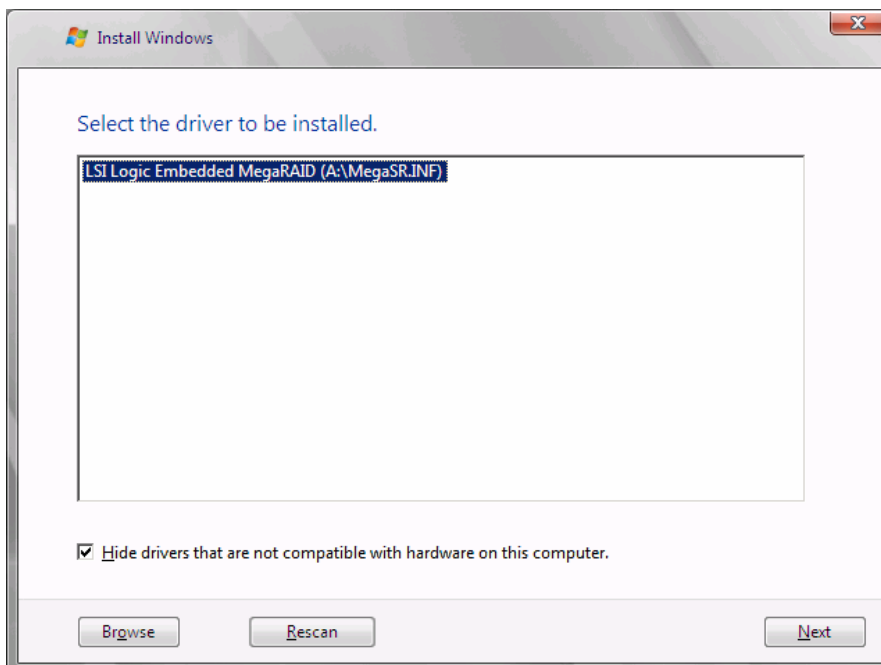 Install Windows
Select the driver to be installed.
LSI Logic Embedded MegaRAID (A:\MegaSR.INF)
Hide drivers that are not compatible with hardware on this computer.
Browse Rescan Next